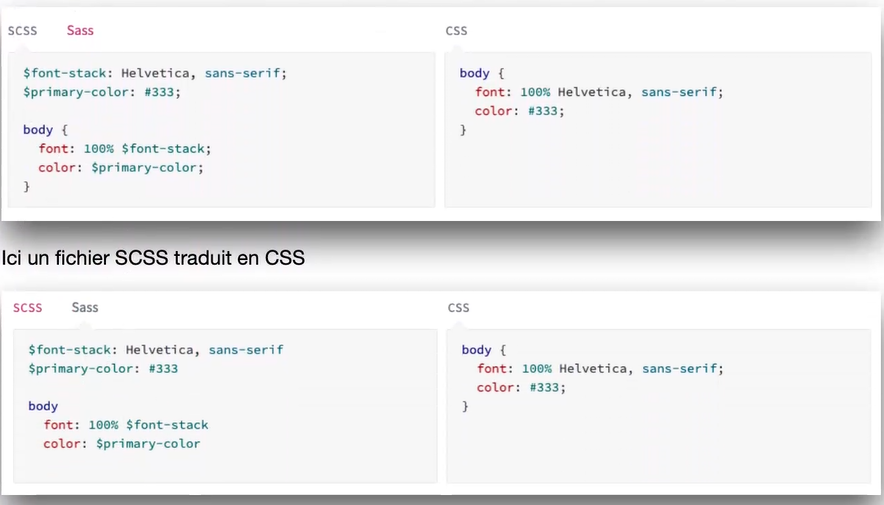 SCSS Sass CSS
$font-stack: Helvetica, sans-serif;
$primary-color: #333;
body {
font: 100% $font-stack;
color: $primary-color;
}
body {
font: 100% Helvetica, sans-serif;
color: #333;
}
Ici un fichier SCSS traduit en CSS
SCSS Sass CSS
$font-stack: Helvetica, sans-serif
$primary-color: #333
body
font: 100% $font-stack
color: $primary-color
body {
font: 100% Helvetica, sans-serif;
color: #333;
}